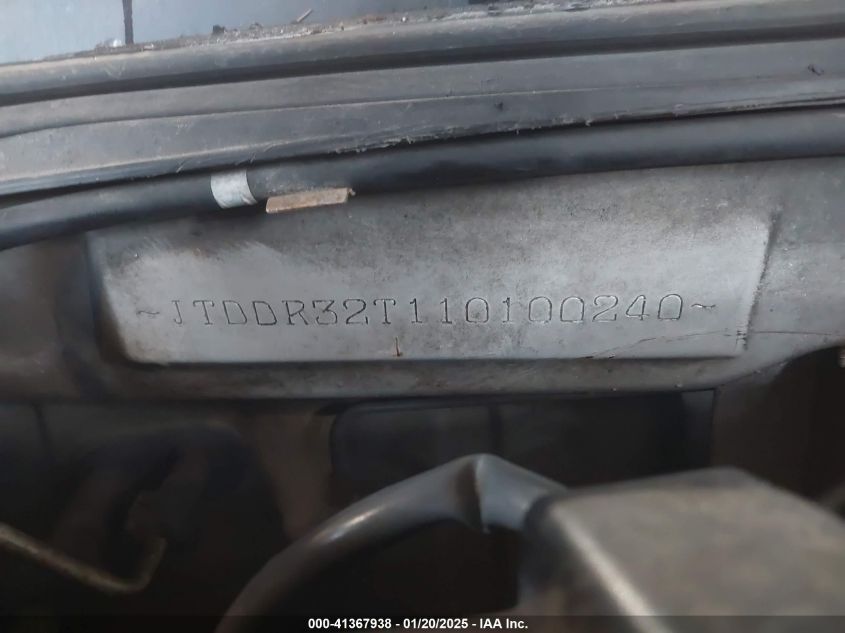 ~JTDDR32T110100240~
000-41367938 - 01/20/2025 - IAA Inc.